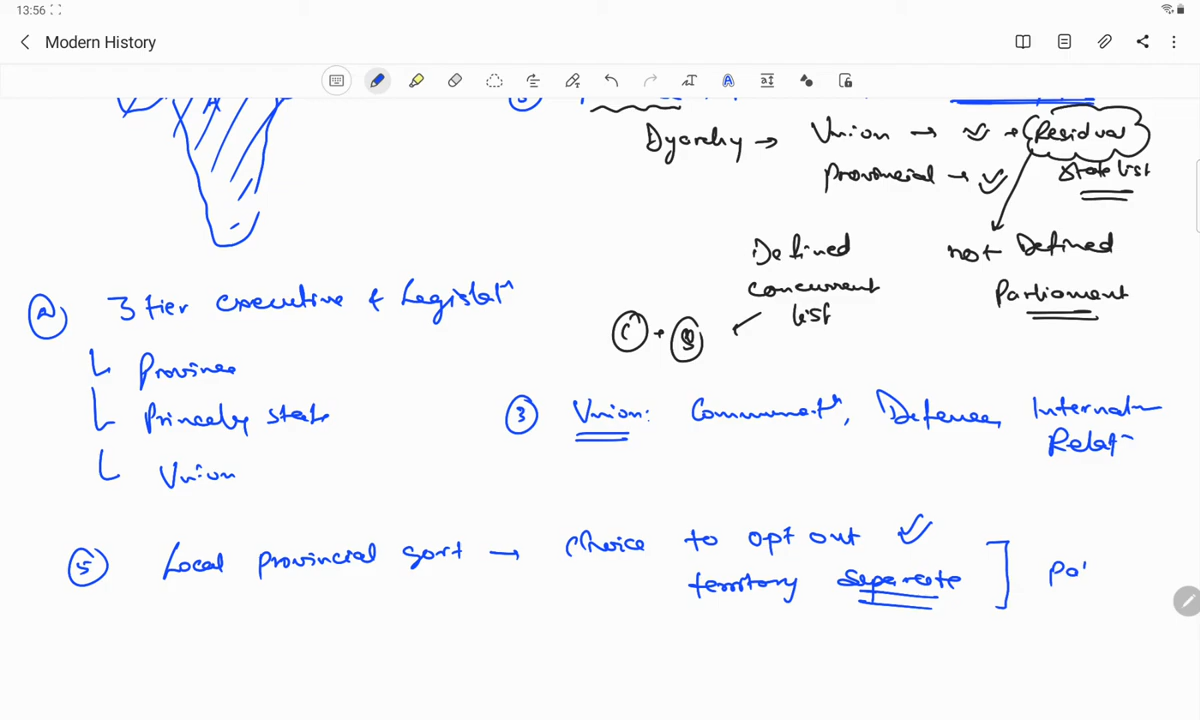 13:56
Modern History
Dyarchy → Union → ✓ → Residual
Provincial → ✓ State list
Defined not Defined
concurrent Parliament
list
C + S
2) 3 tier executive & Legislatⁿ
Province
Princely state
Union
3) Union: Communicatⁿ, Defence, Internatⁿ
Relatⁿ
5) Local provincial govt → Choice to opt out ✓
territory seperate ] Po